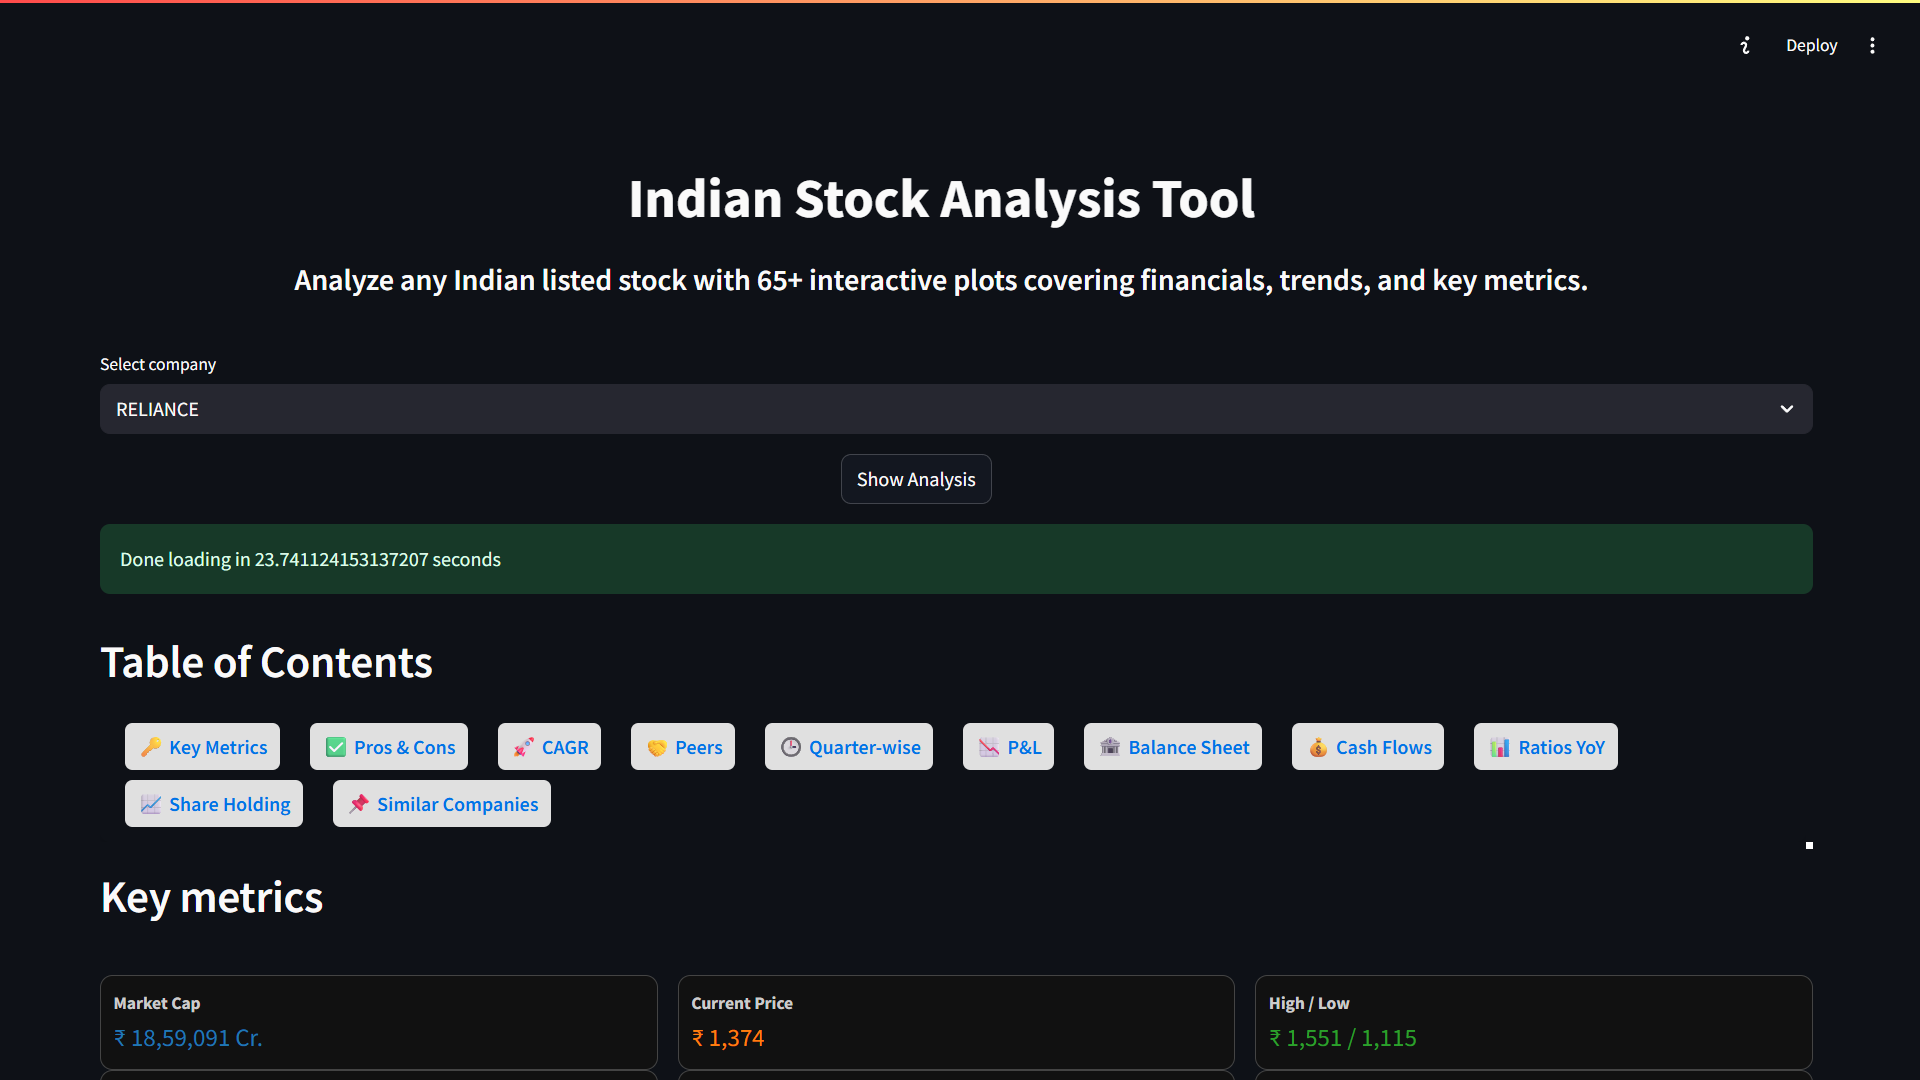 Deploy
Indian Stock Analysis Tool
Analyze any Indian listed stock with 65+ interactive plots covering financials, trends, and key metrics.
Select company
RELIANCE
Show Analysis
Done loading in 23.741124153137207 seconds
Table of Contents
🔑 Key Metrics ✅ Pros & Cons 🚀 CAGR 🤝 Peers 🕒 Quarter-wise 📉 P&L 🏛 Balance Sheet 💰 Cash Flows 📊 Ratios YoY
📈 Share Holding 📌 Similar Companies
Key metrics
Market Cap Current Price High / Low
₹ 18,59,091 Cr. ₹ 1,374 ₹ 1,551 / 1,115